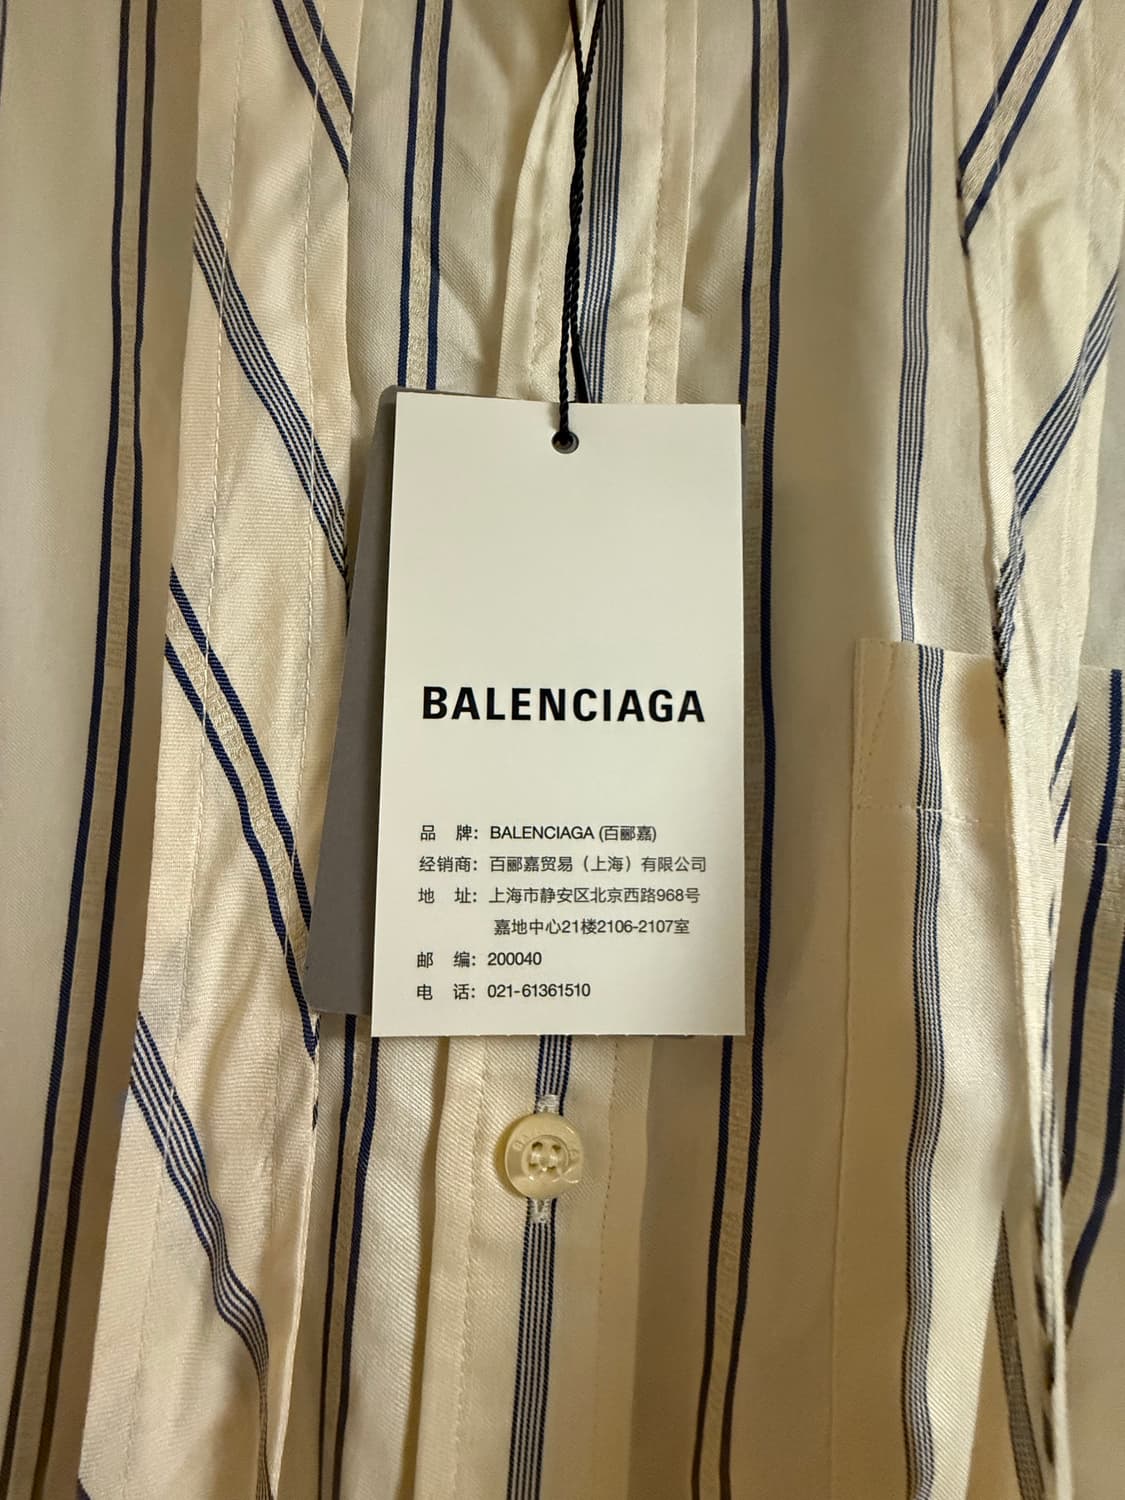 BALENCIAGA
品 牌：BALENCIAGA (百郦嘉)
经销商：百郦嘉贸易（上海）有限公司
地 址：上海市静安区北京西路968号
嘉地中心21楼2106-2107室
邮 编：200040
电 话：021-61361510
BALENCIAGA
BALENCIAGA
BALENCIAGA